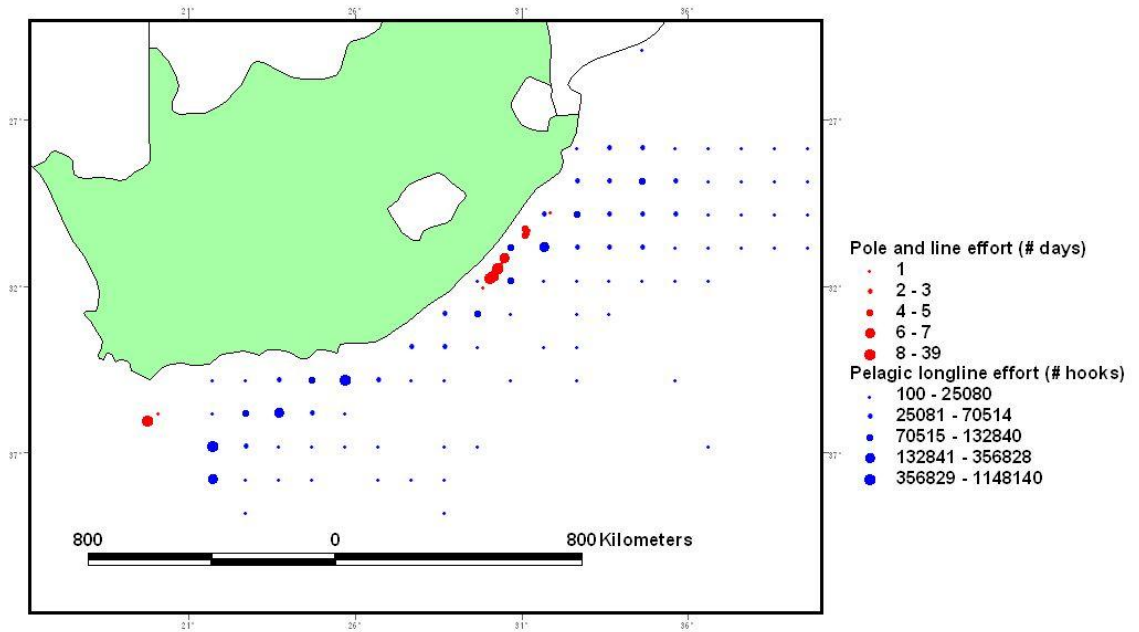 21° 26° 31° 36°
27° 27°
32° 32°
37° 37°
800 0 800 Kilometers
21° 26° 31° 36°
Pole and line effort (# days)
1
2 - 3
4 - 5
6 - 7
8 - 39
Pelagic longline effort (# hooks)
100 - 25080
25081 - 70514
70515 - 132840
132841 - 356828
356829 - 1148140